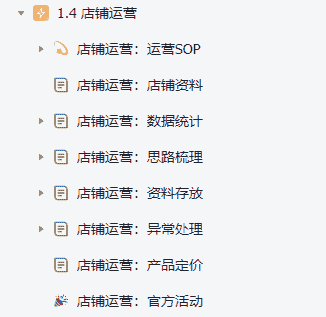 1.4 店铺运营
店铺运营：运营SOP
店铺运营：店铺资料
店铺运营：数据统计
店铺运营：思路梳理
店铺运营：资料存放
店铺运营：异常处理
店铺运营：产品定价
店铺运营：官方活动